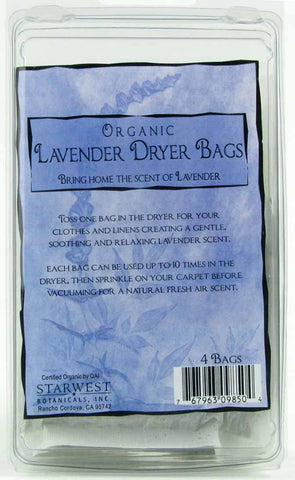 ORGANIC
LAVENDER DRYER BAGS
BRING HOME THE SCENT OF LAVENDER
TOSS ONE BAG IN THE DRYER FOR YOUR
CLOTHES AND LINENS CREATING A GENTLE,
SOOTHING AND RELAXING LAVENDER SCENT.
EACH BAG CAN BE USED UP TO 10 TIMES IN THE
DRYER, THEN SPRINKLE ON YOUR CARPET BEFORE
VACUUMING FOR A NATURAL FRESH AIR SCENT.
4 BAGS
Certified Organic by QAI
STARWEST
BOTANICALS, INC.
Rancho Cordova, CA 95742
7 67963 09850 4